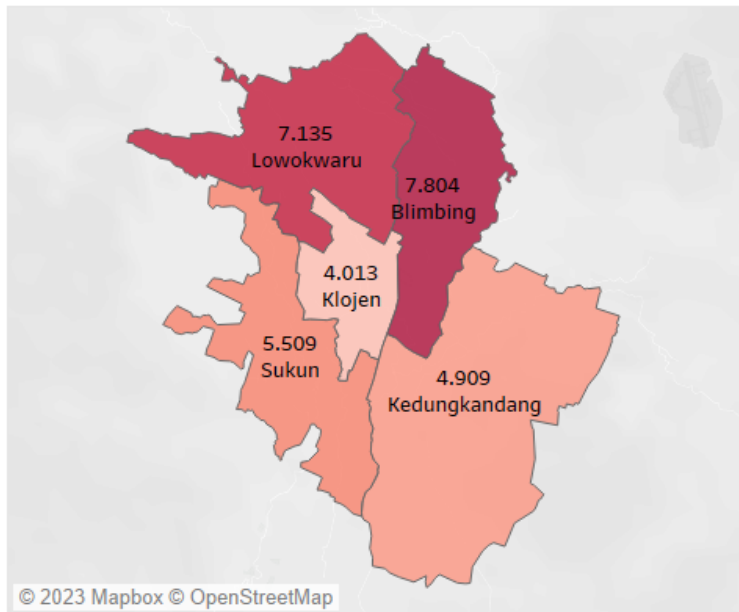 7.135
Lowokwaru
7.804
Blimbing
4.013
Klojen
5.509
Sukun
4.909
Kedungkandang
© 2023 Mapbox © OpenStreetMap